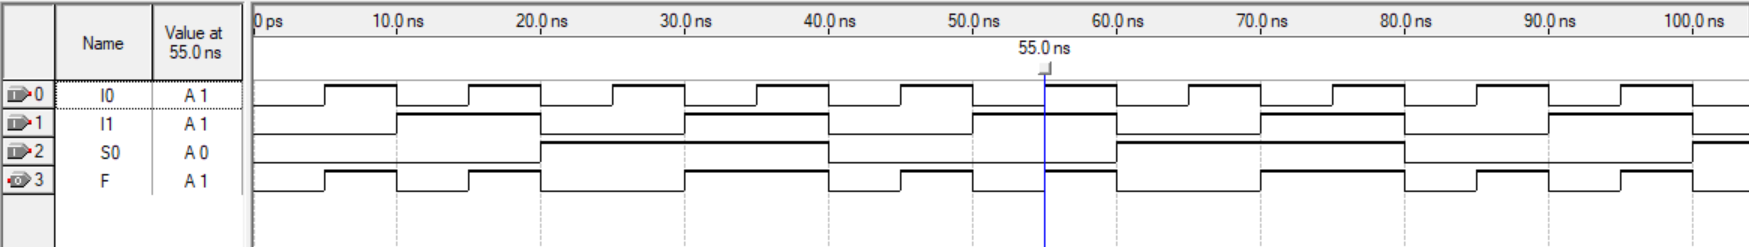 0 ps 10.0 ns 20.0 ns 30.0 ns 40.0 ns 50.0 ns 60.0 ns 70.0 ns 80.0 ns 90.0 ns 100.0 ns
Name
Value at
55.0 ns
55.0 ns
0 I0 A 1
1 I1 A 1
2 S0 A 0
3 F A 1